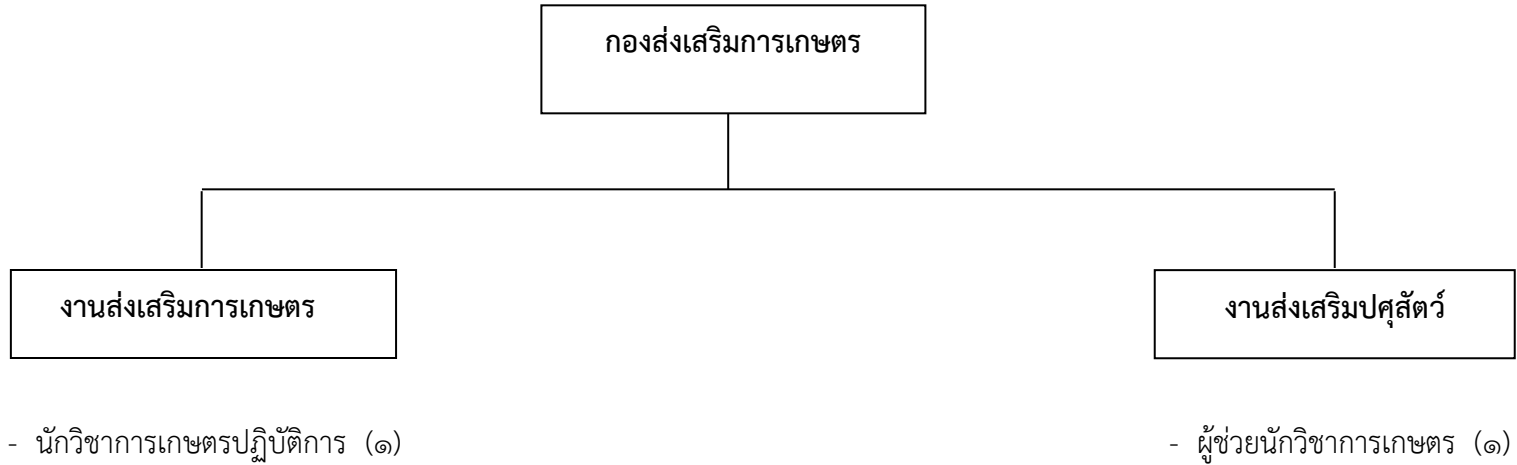 กองส่งเสริมการเกษตร
งานส่งเสริมการเกษตร
งานส่งเสริมปศุสัตว์
- นักวิชาการเกษตรปฏิบัติการ (๑)
- ผู้ช่วยนักวิชาการเกษตร (๑)